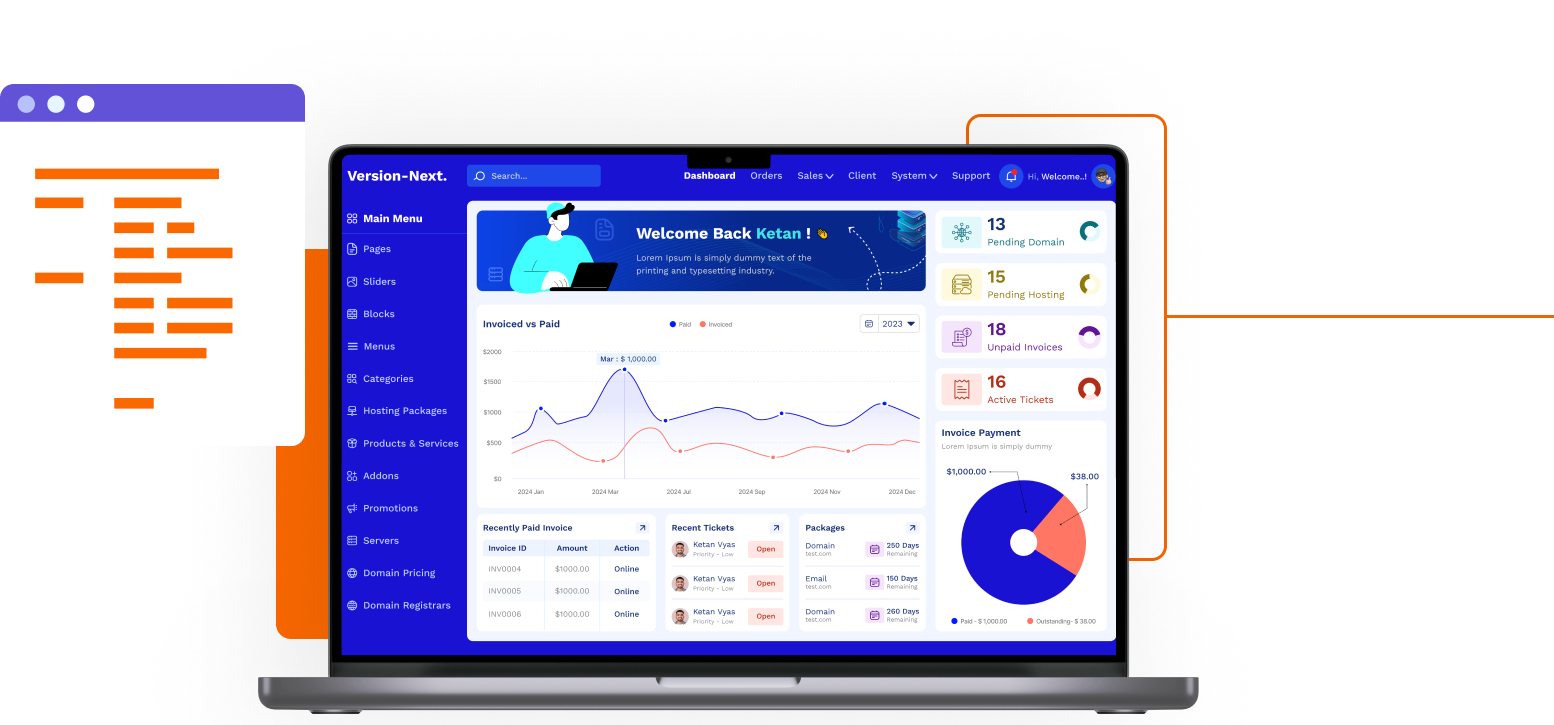 Version-Next.
Search...
Dashboard
Orders
Sales
Client
System
Support
Hi, Welcome..!
Main Menu
Pages
Sliders
Blocks
Menus
Categories
Hosting Packages
Products & Services
Addons
Promotions
Servers
Domain Pricing
Domain Registrars
Welcome Back Ketan ! 👋
Lorem Ipsum is simply dummy text of the
printing and typesetting industry.
13
Pending Domain
15
Pending Hosting
18
Unpaid Invoices
16
Active Tickets
Invoiced vs Paid
Paid
Invoiced
2023
$2000
$1500
$1000
$500
$0
Mar : $ 1,000.00
2024 Jan
2024 Mar
2024 Jul
2024 Sep
2024 Nov
2024 Dec
Invoice Payment
Lorem Ipsum is simply dummy
$1,000.00
$38.00
Paid - $ 1,000.00
Outstanding- $ 38.00
Recently Paid Invoice
Invoice ID Amount Action
INV0004 $1000.00 Online
INV0005 $1000.00 Online
INV0006 $1000.00 Online
Recent Tickets
Ketan Vyas
Priority - Low
Open
Ketan Vyas
Priority - Low
Open
Ketan Vyas
Priority - Low
Open
Packages
Domain
test.com
250 Days
Remaining
Email
test.com
150 Days
Remaining
Domain
test.com
260 Days
Remaining